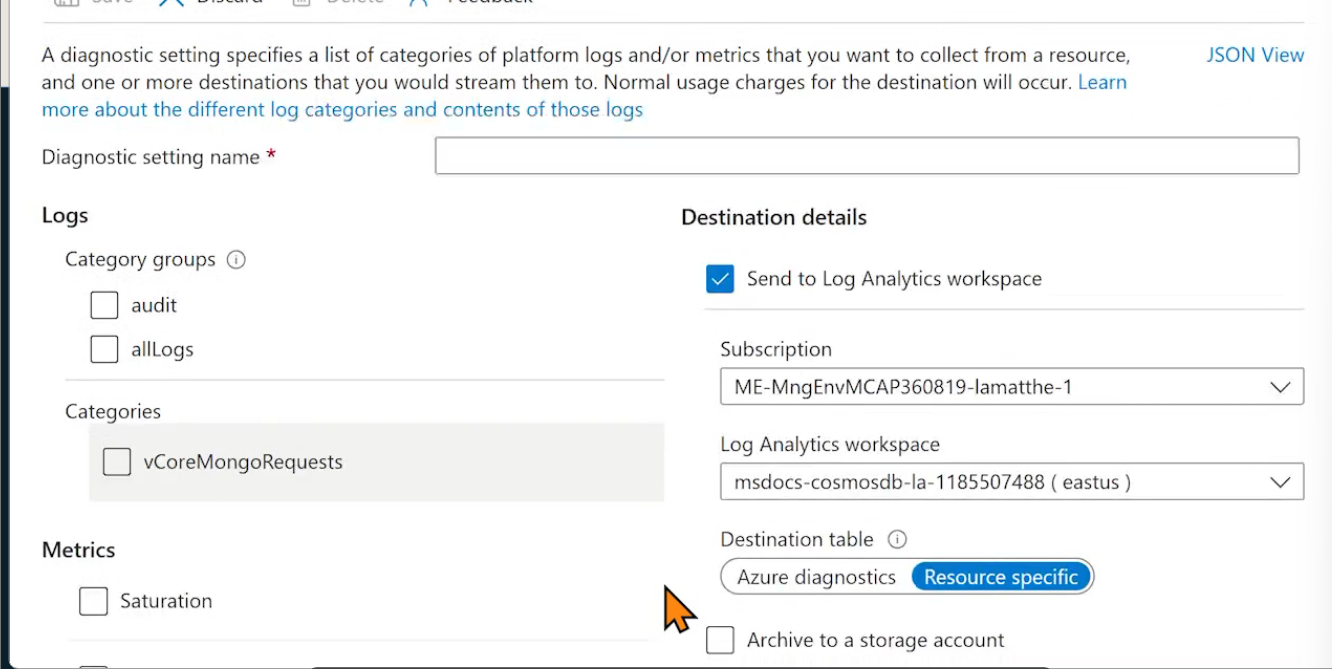 Save Discard Delete Feedback
A diagnostic setting specifies a list of categories of platform logs and/or metrics that you want to collect from a resource,
JSON View
and one or more destinations that you would stream them to. Normal usage charges for the destination will occur. Learn
more about the different log categories and contents of those logs
Diagnostic setting name *
Logs
Category groups
audit
allLogs
Categories
vCoreMongoRequests
Metrics
Saturation
Destination details
Send to Log Analytics workspace
Subscription
ME-MngEnvMCAP360819-lamatthe-1
Log Analytics workspace
msdocs-cosmosdb-la-1185507488 ( eastus )
Destination table
Azure diagnostics Resource specific
Archive to a storage account